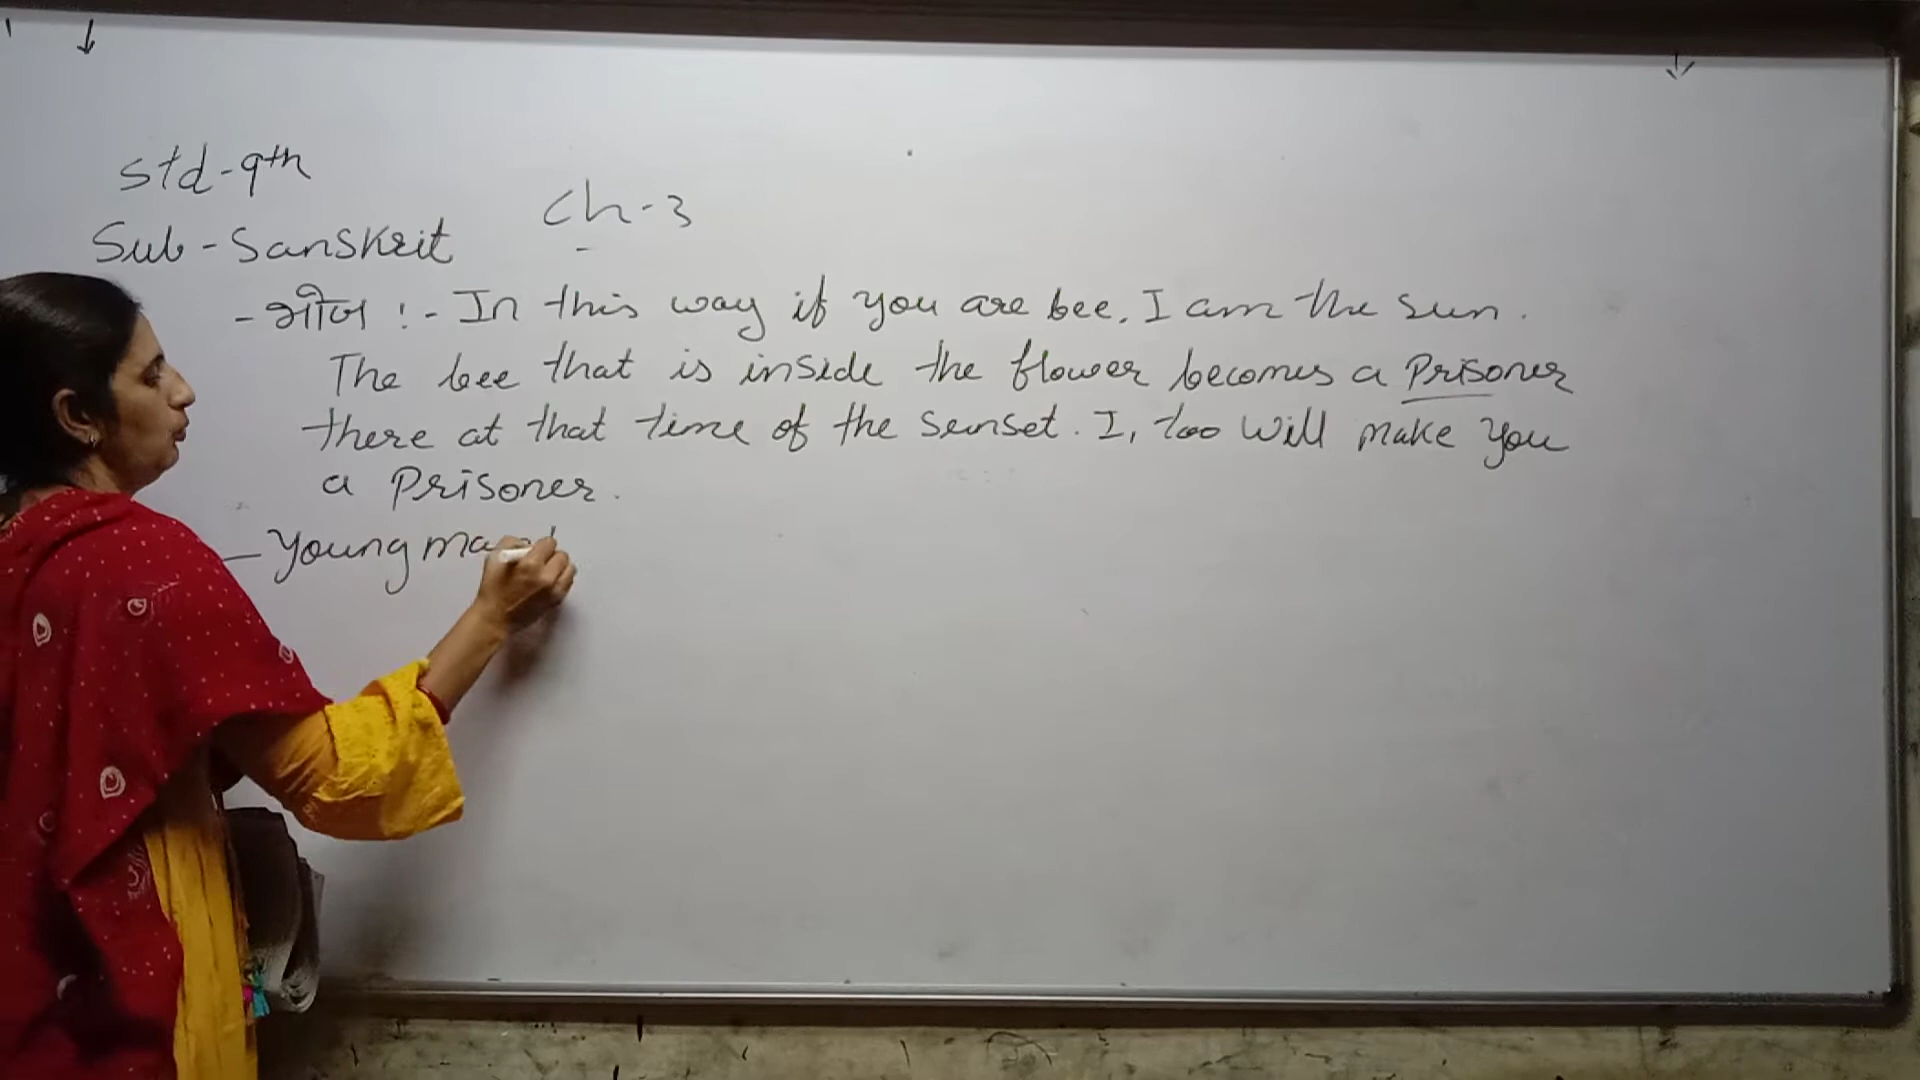 Std-9th
Ch-3
Sub-Sanskrit
- भोज :- In this way if you are bee, I am the sun.
The bee that is inside the flower becomes a Prisoner
there at that time of the sunset. I, too will make you
a Prisoner.
- Young man